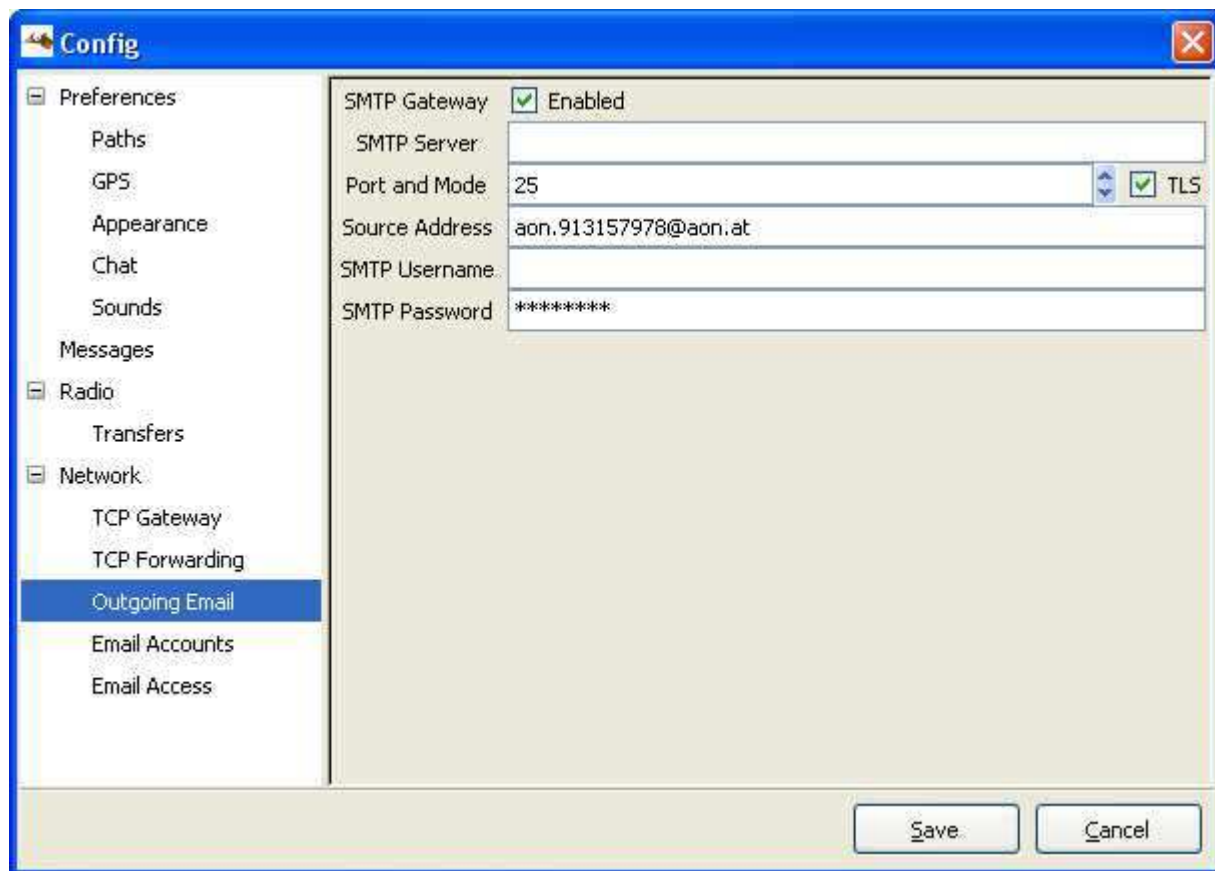 Config
Preferences
Paths
GPS
Appearance
Chat
Sounds
Messages
Radio
Transfers
Network
TCP Gateway
TCP Forwarding
Outgoing Email
Email Accounts
Email Access
SMTP Gateway Enabled
SMTP Server
Port and Mode 25 TLS
Source Address aon.913157978@aon.at
SMTP Username
SMTP Password ********
Save Cancel